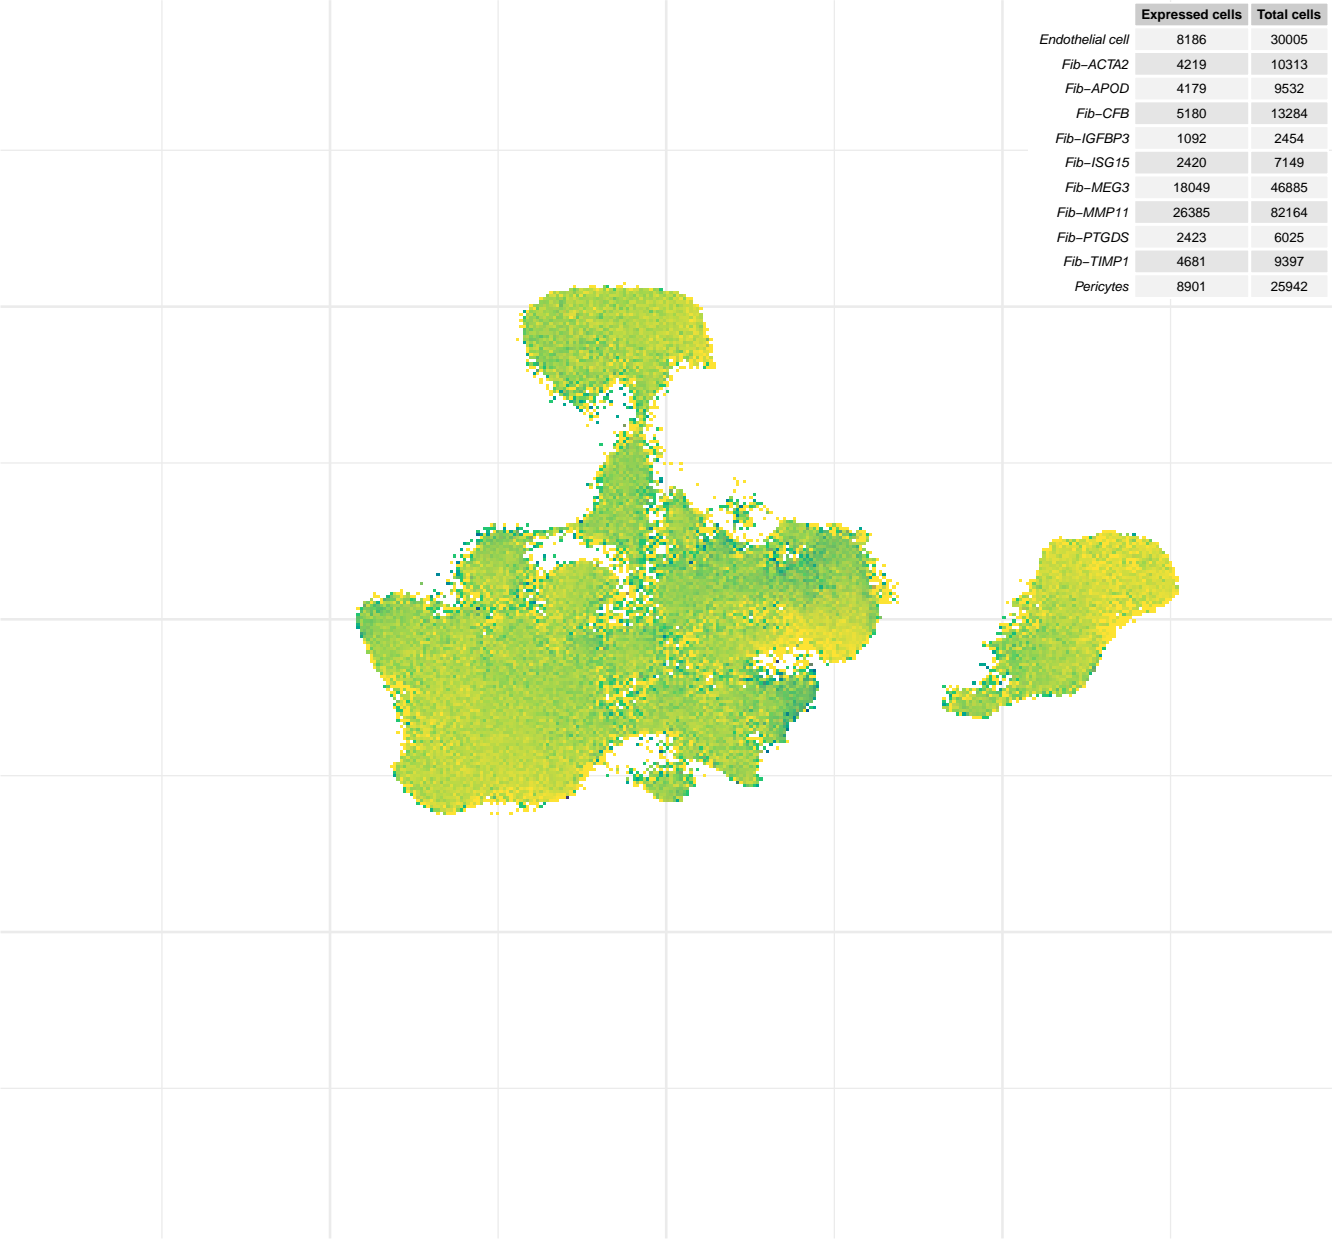 Expressed cells Total cells
Endothelial cell 8186 30005
Fib−ACTA2 4219 10313
Fib−APOD 4179 9532
Fib−CFB 5180 13284
Fib−IGFBP3 1092 2454
Fib−ISG15 2420 7149
Fib−MEG3 18049 46885
Fib−MMP11 26385 82164
Fib−PTGDS 2423 6025
Fib−TIMP1 4681 9397
Pericytes 8901 25942